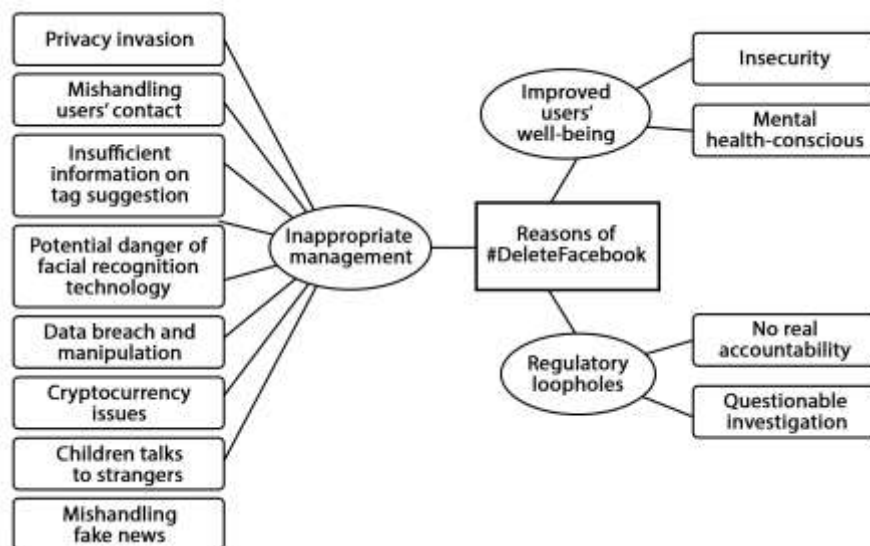 Privacy invasion
Mishandling
users' contact
Insufficient
information on
tag suggestion
Potential danger of
facial recognition
technology
Data breach and
manipulation
Cryptocurrency
issues
Children talks
to strangers
Mishandling
fake news
Inappropriate
management
Reasons of
#DeleteFacebook
Improved
users'
well-being
Insecurity
Mental
health-conscious
Regulatory
loopholes
No real
accountability
Questionable
investigation